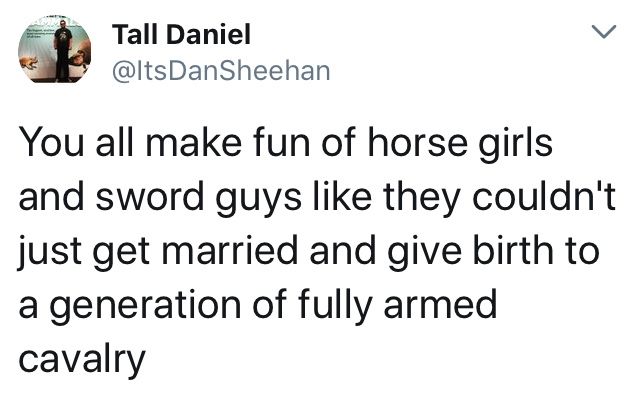 Tall Daniel
@ItsDanSheehan
You all make fun of horse girls
and sword guys like they couldn't
just get married and give birth to
a generation of fully armed
cavalry